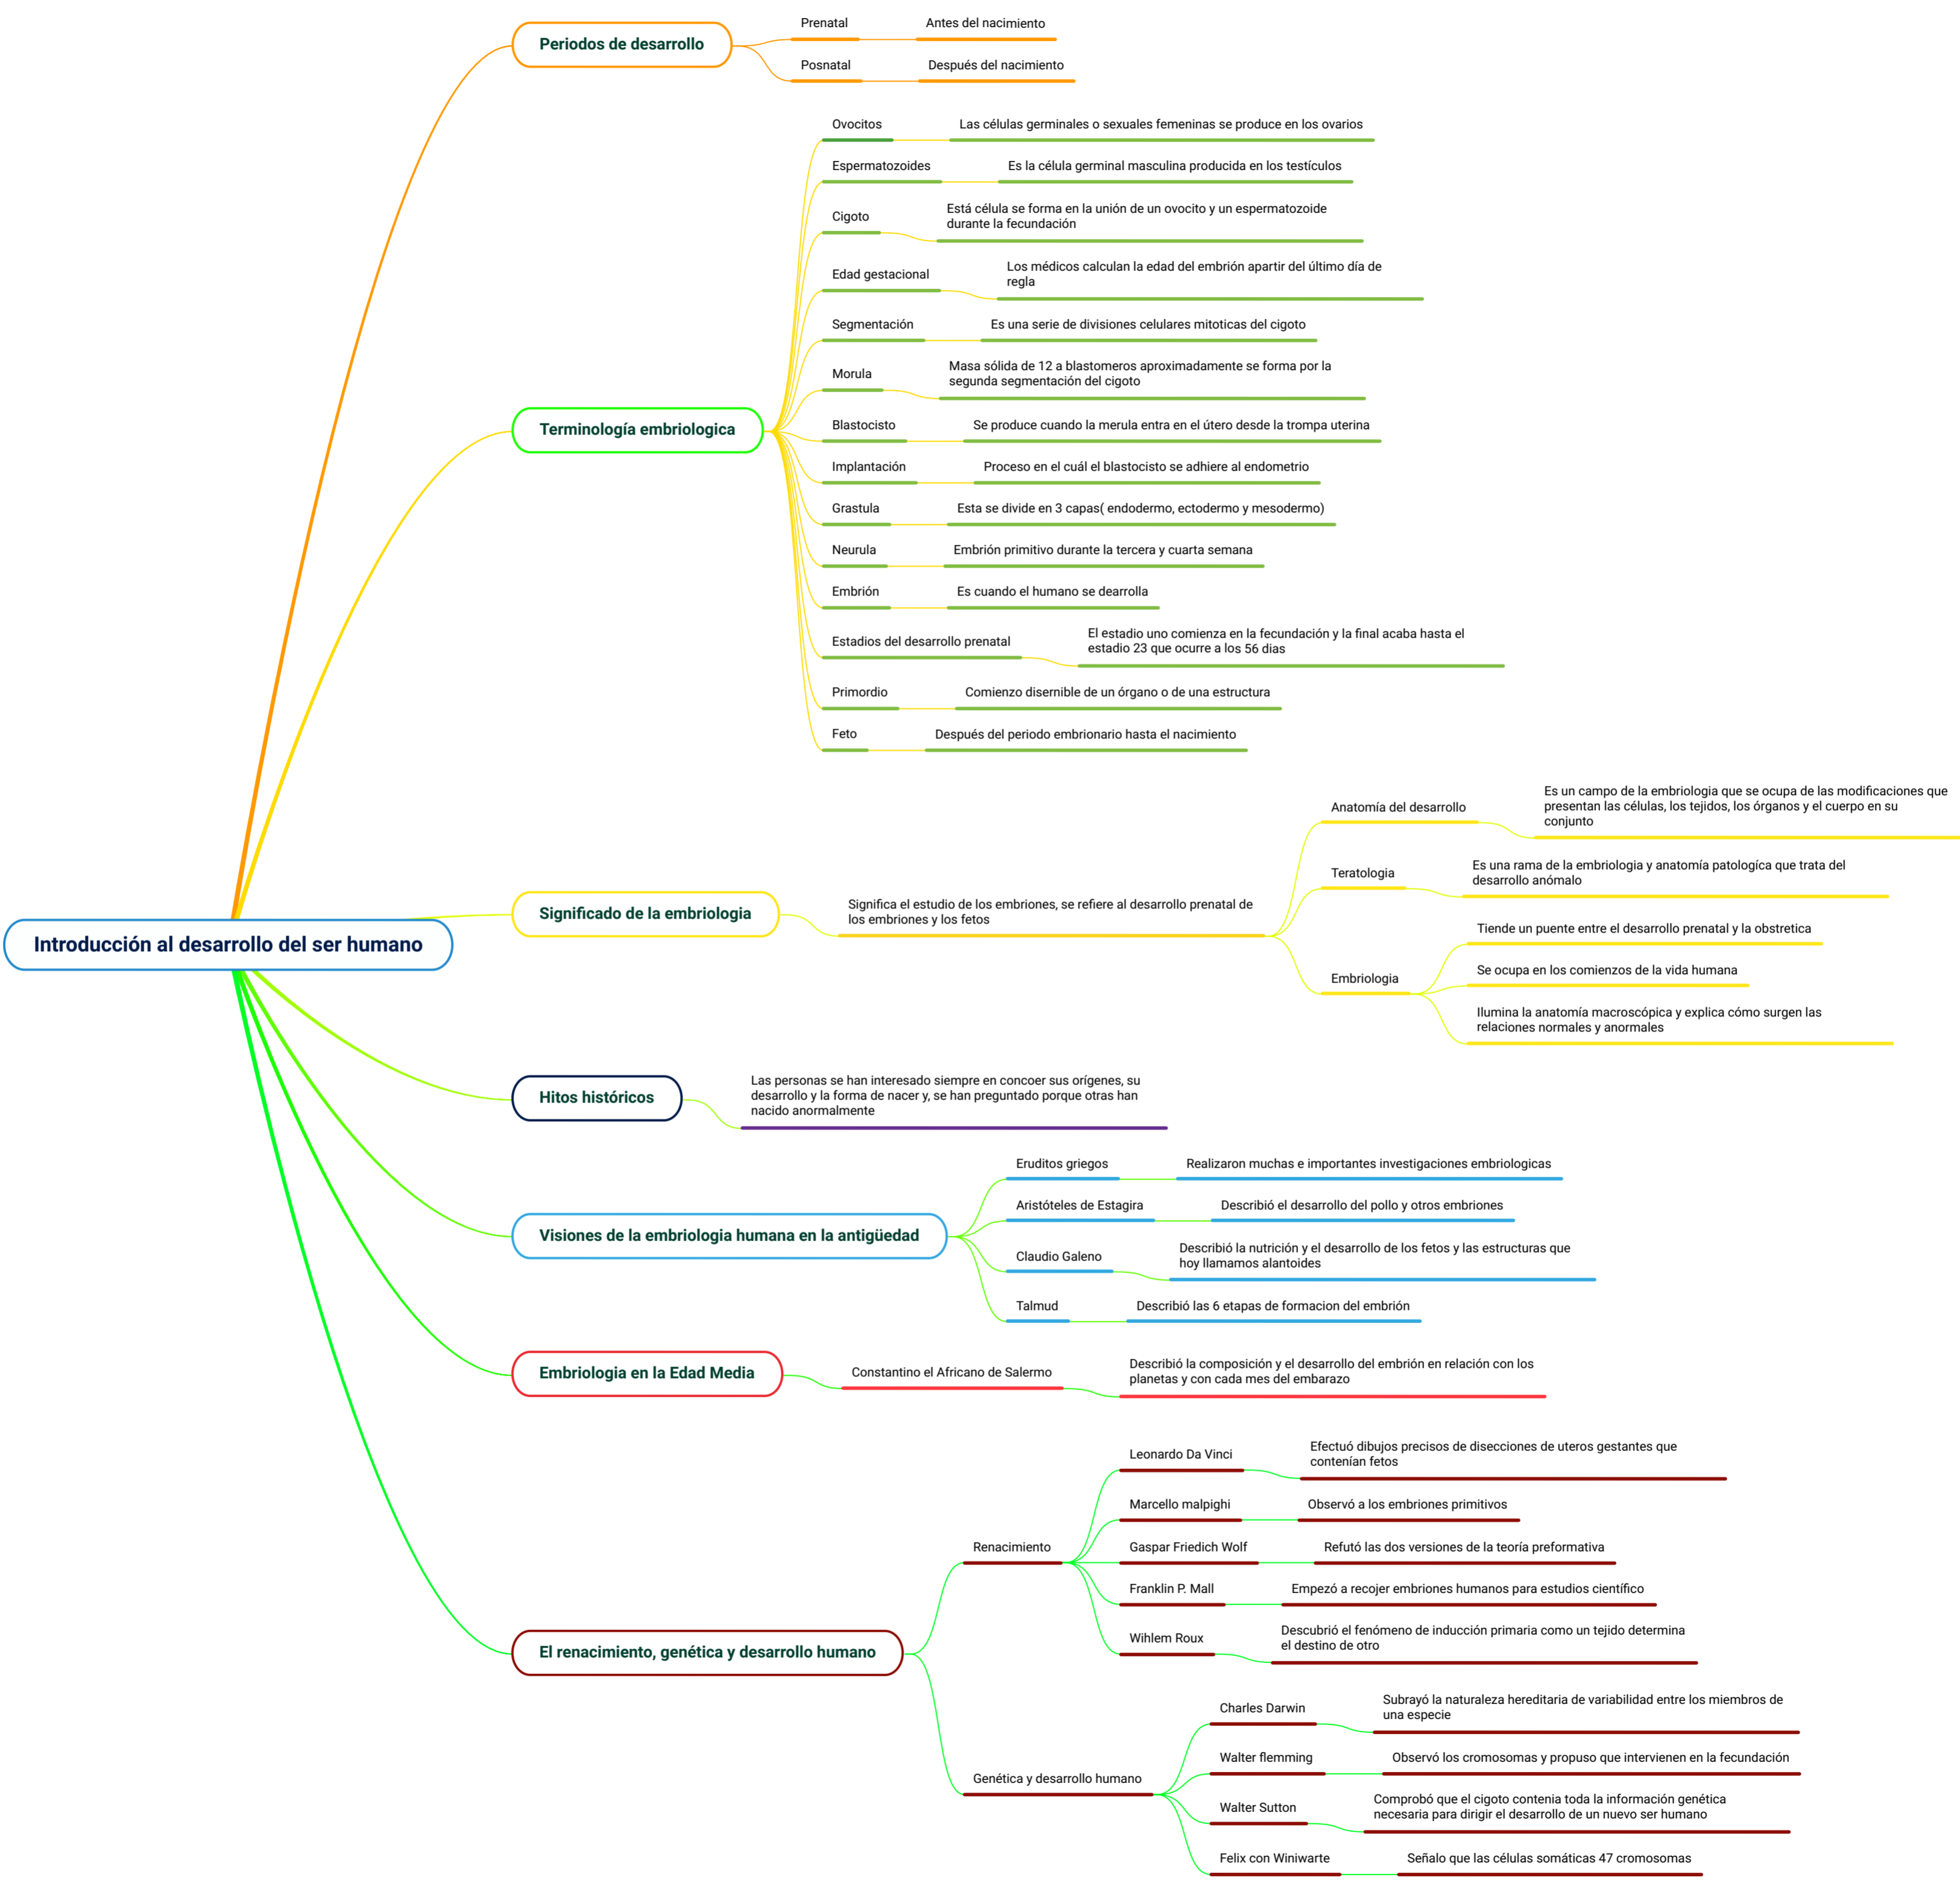 Introducción al desarrollo del ser humano
Periodos de desarrollo
Prenatal
Antes del nacimiento
Posnatal
Después del nacimiento
Terminología embriologica
Ovocitos
Las células germinales o sexuales femeninas se produce en los ovarios
Espermatozoides
Es la célula germinal masculina producida en los testículos
Cigoto
Está célula se forma en la unión de un ovocito y un espermatozoide
durante la fecundación
Edad gestacional
Los médicos calculan la edad del embrión apartir del último día de
regla
Segmentación
Es una serie de divisiones celulares mitoticas del cigoto
Morula
Masa sólida de 12 a blastomeros aproximadamente se forma por la
segunda segmentación del cigoto
Blastocisto
Se produce cuando la merula entra en el útero desde la trompa uterina
Implantación
Proceso en el cuál el blastocisto se adhiere al endometrio
Grastula
Esta se divide en 3 capas( endodermo, ectodermo y mesodermo)
Neurula
Embrión primitivo durante la tercera y cuarta semana
Embrión
Es cuando el humano se dearrolla
Estadios del desarrollo prenatal
El estadio uno comienza en la fecundación y la final acaba hasta el
estadio 23 que ocurre a los 56 dias
Primordio
Comienzo disernible de un órgano o de una estructura
Feto
Después del periodo embrionario hasta el nacimiento
Significado de la embriologia
Significa el estudio de los embriones, se refiere al desarrollo prenatal de
los embriones y los fetos
Anatomía del desarrollo
Es un campo de la embriologia que se ocupa de las modificaciones que
presentan las células, los tejidos, los órganos y el cuerpo en su
conjunto
Teratologia
Es una rama de la embriologia y anatomía patologíca que trata del
desarrollo anómalo
Embriologia
Tiende un puente entre el desarrollo prenatal y la obstretica
Se ocupa en los comienzos de la vida humana
Ilumina la anatomía macroscópica y explica cómo surgen las
relaciones normales y anormales
Hitos históricos
Las personas se han interesado siempre en concoer sus orígenes, su
desarrollo y la forma de nacer y, se han preguntado porque otras han
nacido anormalmente
Visiones de la embriologia humana en la antigüedad
Eruditos griegos
Realizaron muchas e importantes investigaciones embriologicas
Aristóteles de Estagira
Describió el desarrollo del pollo y otros embriones
Claudio Galeno
Describió la nutrición y el desarrollo de los fetos y las estructuras que
hoy llamamos alantoides
Talmud
Describió las 6 etapas de formacion del embrión
Embriologia en la Edad Media
Constantino el Africano de Salermo
Describió la composición y el desarrollo del embrión en relación con los
planetas y con cada mes del embarazo
El renacimiento, genética y desarrollo humano
Renacimiento
Leonardo Da Vinci
Efectuó dibujos precisos de disecciones de uteros gestantes que
contenían fetos
Marcello malpighi
Observó a los embriones primitivos
Gaspar Friedich Wolf
Refutó las dos versiones de la teoría preformativa
Franklin P. Mall
Empezó a recojer embriones humanos para estudios científico
Wihlem Roux
Descubrió el fenómeno de inducción primaria como un tejido determina
el destino de otro
Genética y desarrollo humano
Charles Darwin
Subrayó la naturaleza hereditaria de variabilidad entre los miembros de
una especie
Walter flemming
Observó los cromosomas y propuso que intervienen en la fecundación
Walter Sutton
Comprobó que el cigoto contenia toda la información genética
necesaria para dirigir el desarrollo de un nuevo ser humano
Felix con Winiwarte
Señalo que las células somáticas 47 cromosomas